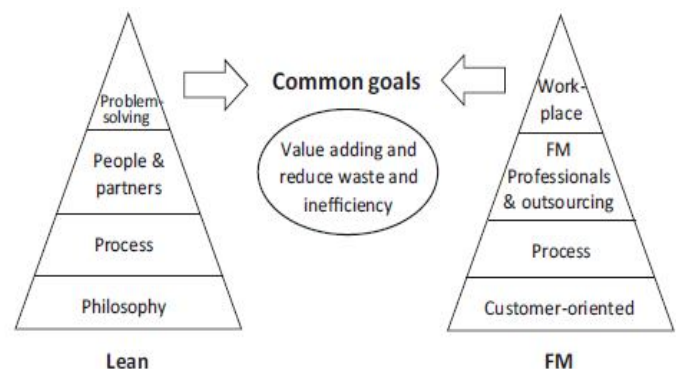 Problem-
solving
People &
partners
Process
Philosophy
Lean
Common goals
Value adding and
reduce waste and
inefficiency
Work-
place
FM
Professionals
& outsourcing
Process
Customer-oriented
FM